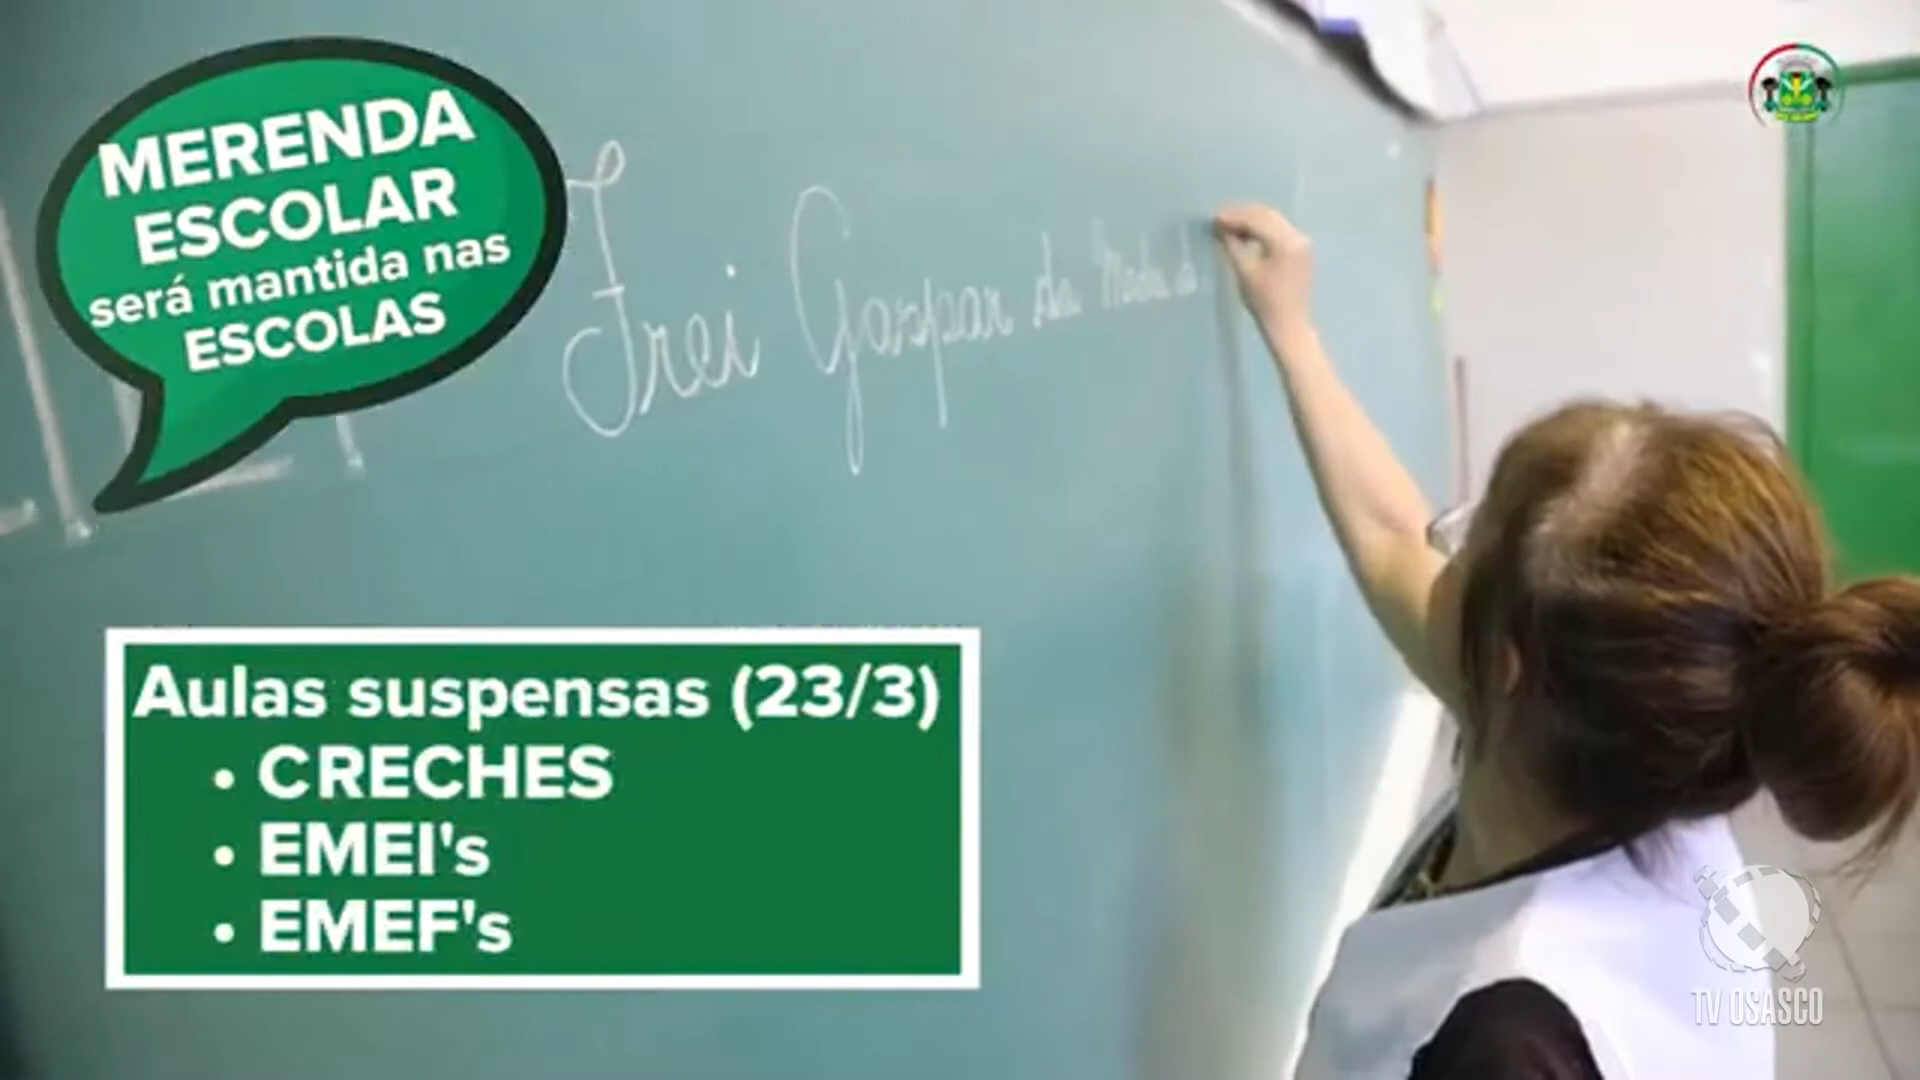 MERENDA
ESCOLAR
será mantida nas
ESCOLAS
Frei Gaspar da
Aulas suspensas (23/3)
• CRECHES
• EMEI's
• EMEF's
TV OSASCO